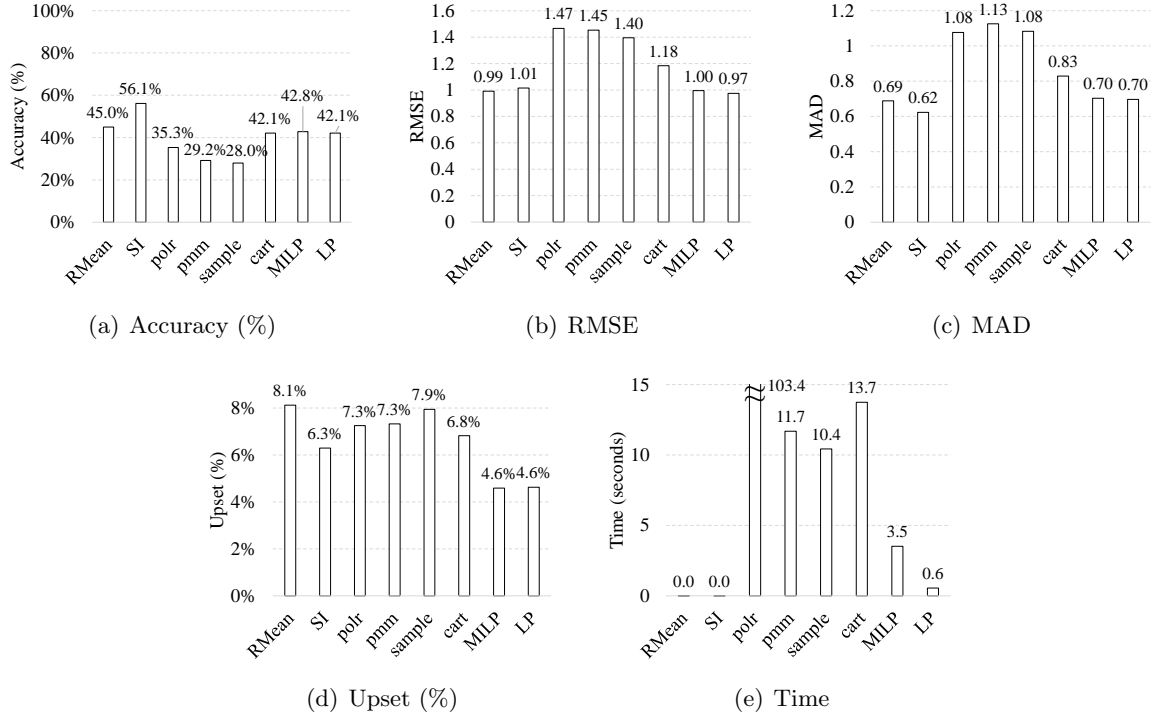 100%
80%
60%
40%
20%
0%
Accuracy (%)
45.0%
56.1%
35.3%
29.2%
28.0%
42.1%
42.8%
42.1%
RMean
SI
polr
pmm
sample
cart
MILP
LP
(a) Accuracy (%)
1.6
1.4
1.2
1
0.8
0.6
0.4
0.2
0
RMSE
0.99
1.01
1.47
1.45
1.40
1.18
1.00
0.97
RMean
SI
polr
pmm
sample
cart
MILP
LP
(b) RMSE
1.2
1
0.8
0.6
0.4
0.2
0
MAD
0.69
0.62
1.08
1.13
1.08
0.83
0.70
0.70
RMean
SI
polr
pmm
sample
cart
MILP
LP
(c) MAD
8%
6%
4%
2%
0%
Upset (%)
8.1%
6.3%
7.3%
7.3%
7.9%
6.8%
4.6%
4.6%
RMean
SI
polr
pmm
sample
cart
MILP
LP
(d) Upset (%)
15
10
5
0
Time (seconds)
0.0
0.0
103.4
11.7
10.4
13.7
3.5
0.6
RMean
SI
polr
pmm
sample
cart
MILP
LP
(e) Time